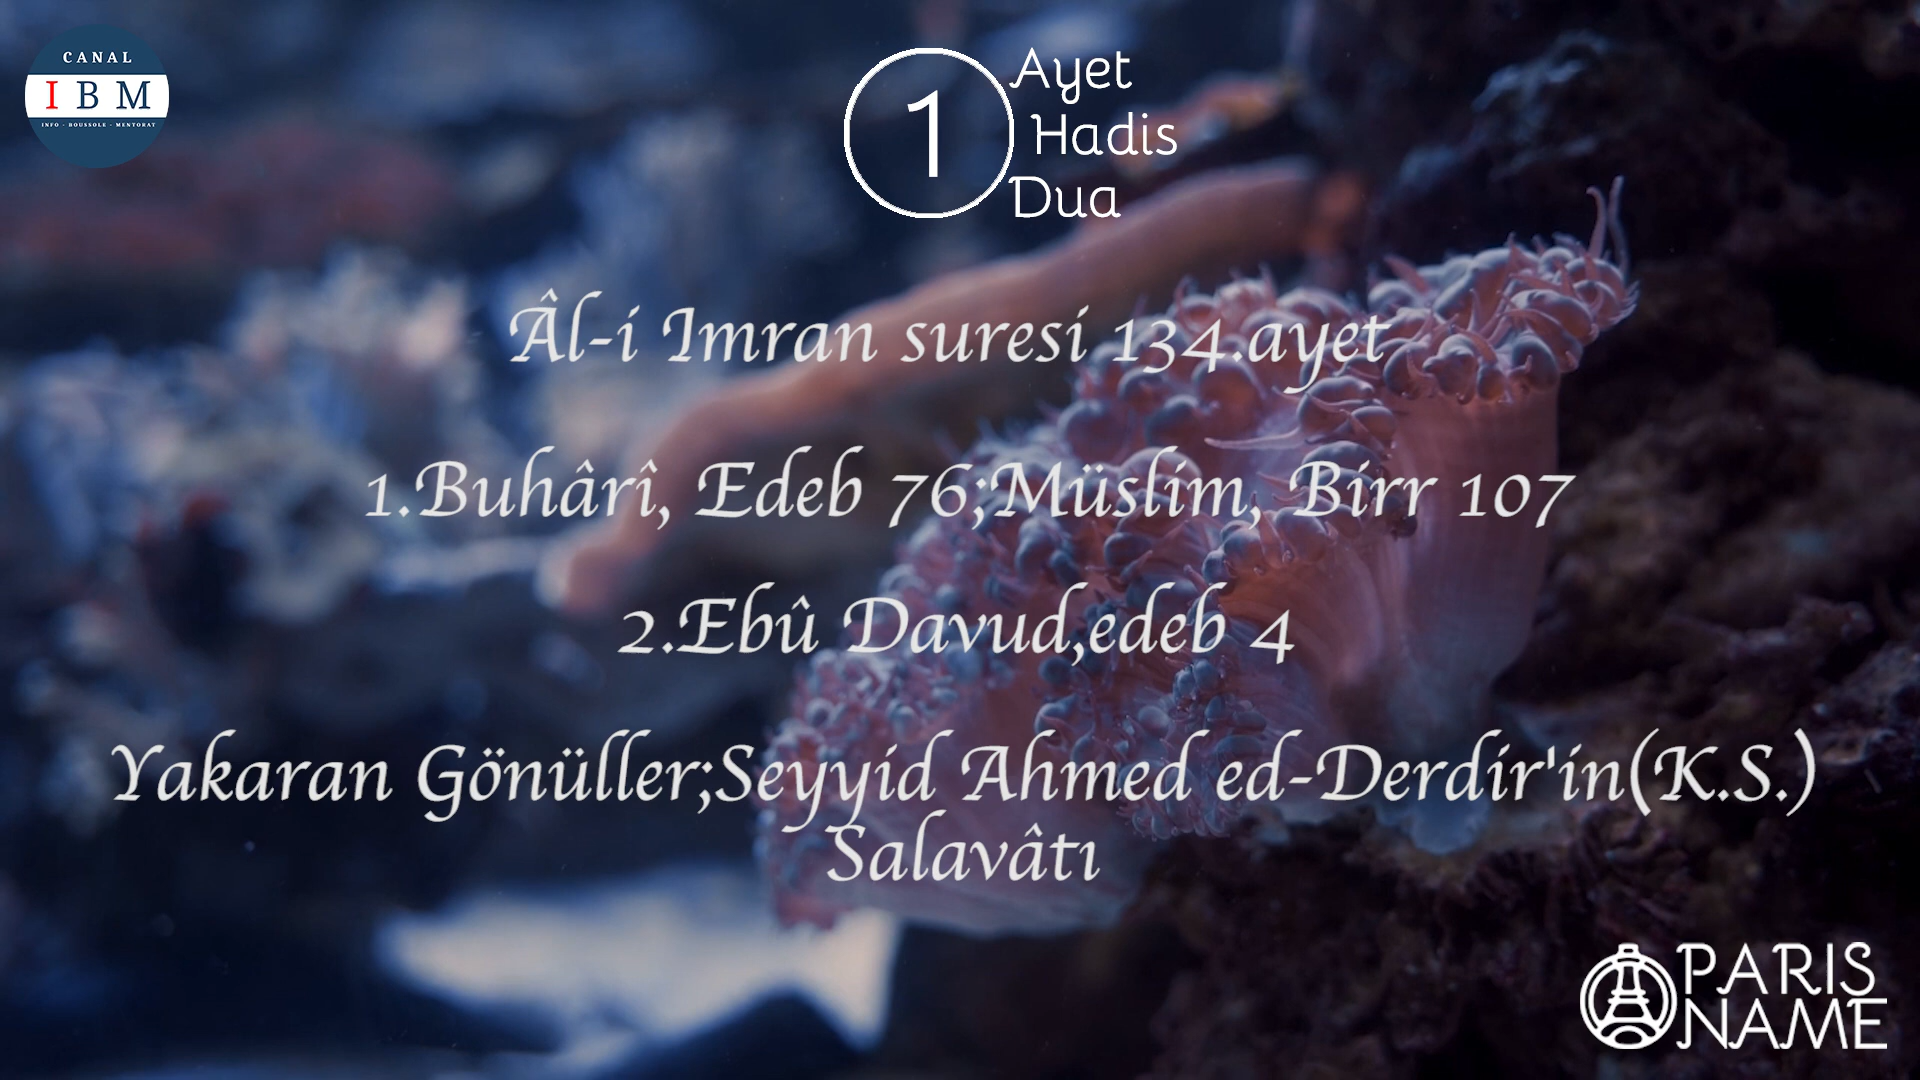 CANAL
IBM
INFO - BOUSSOLE - MENTORAT
1
Ayet
Hadis
Dua
Âl-i Imran suresi 134.ayet
1.Buhârî, Edeb 76;Müslim, Birr 107
2.Ebû Davud,edeb 4
Yakaran Gönüller;Seyyid Ahmed ed-Derdir'in(K.S.)
Salavâtı
PARIS
NAME